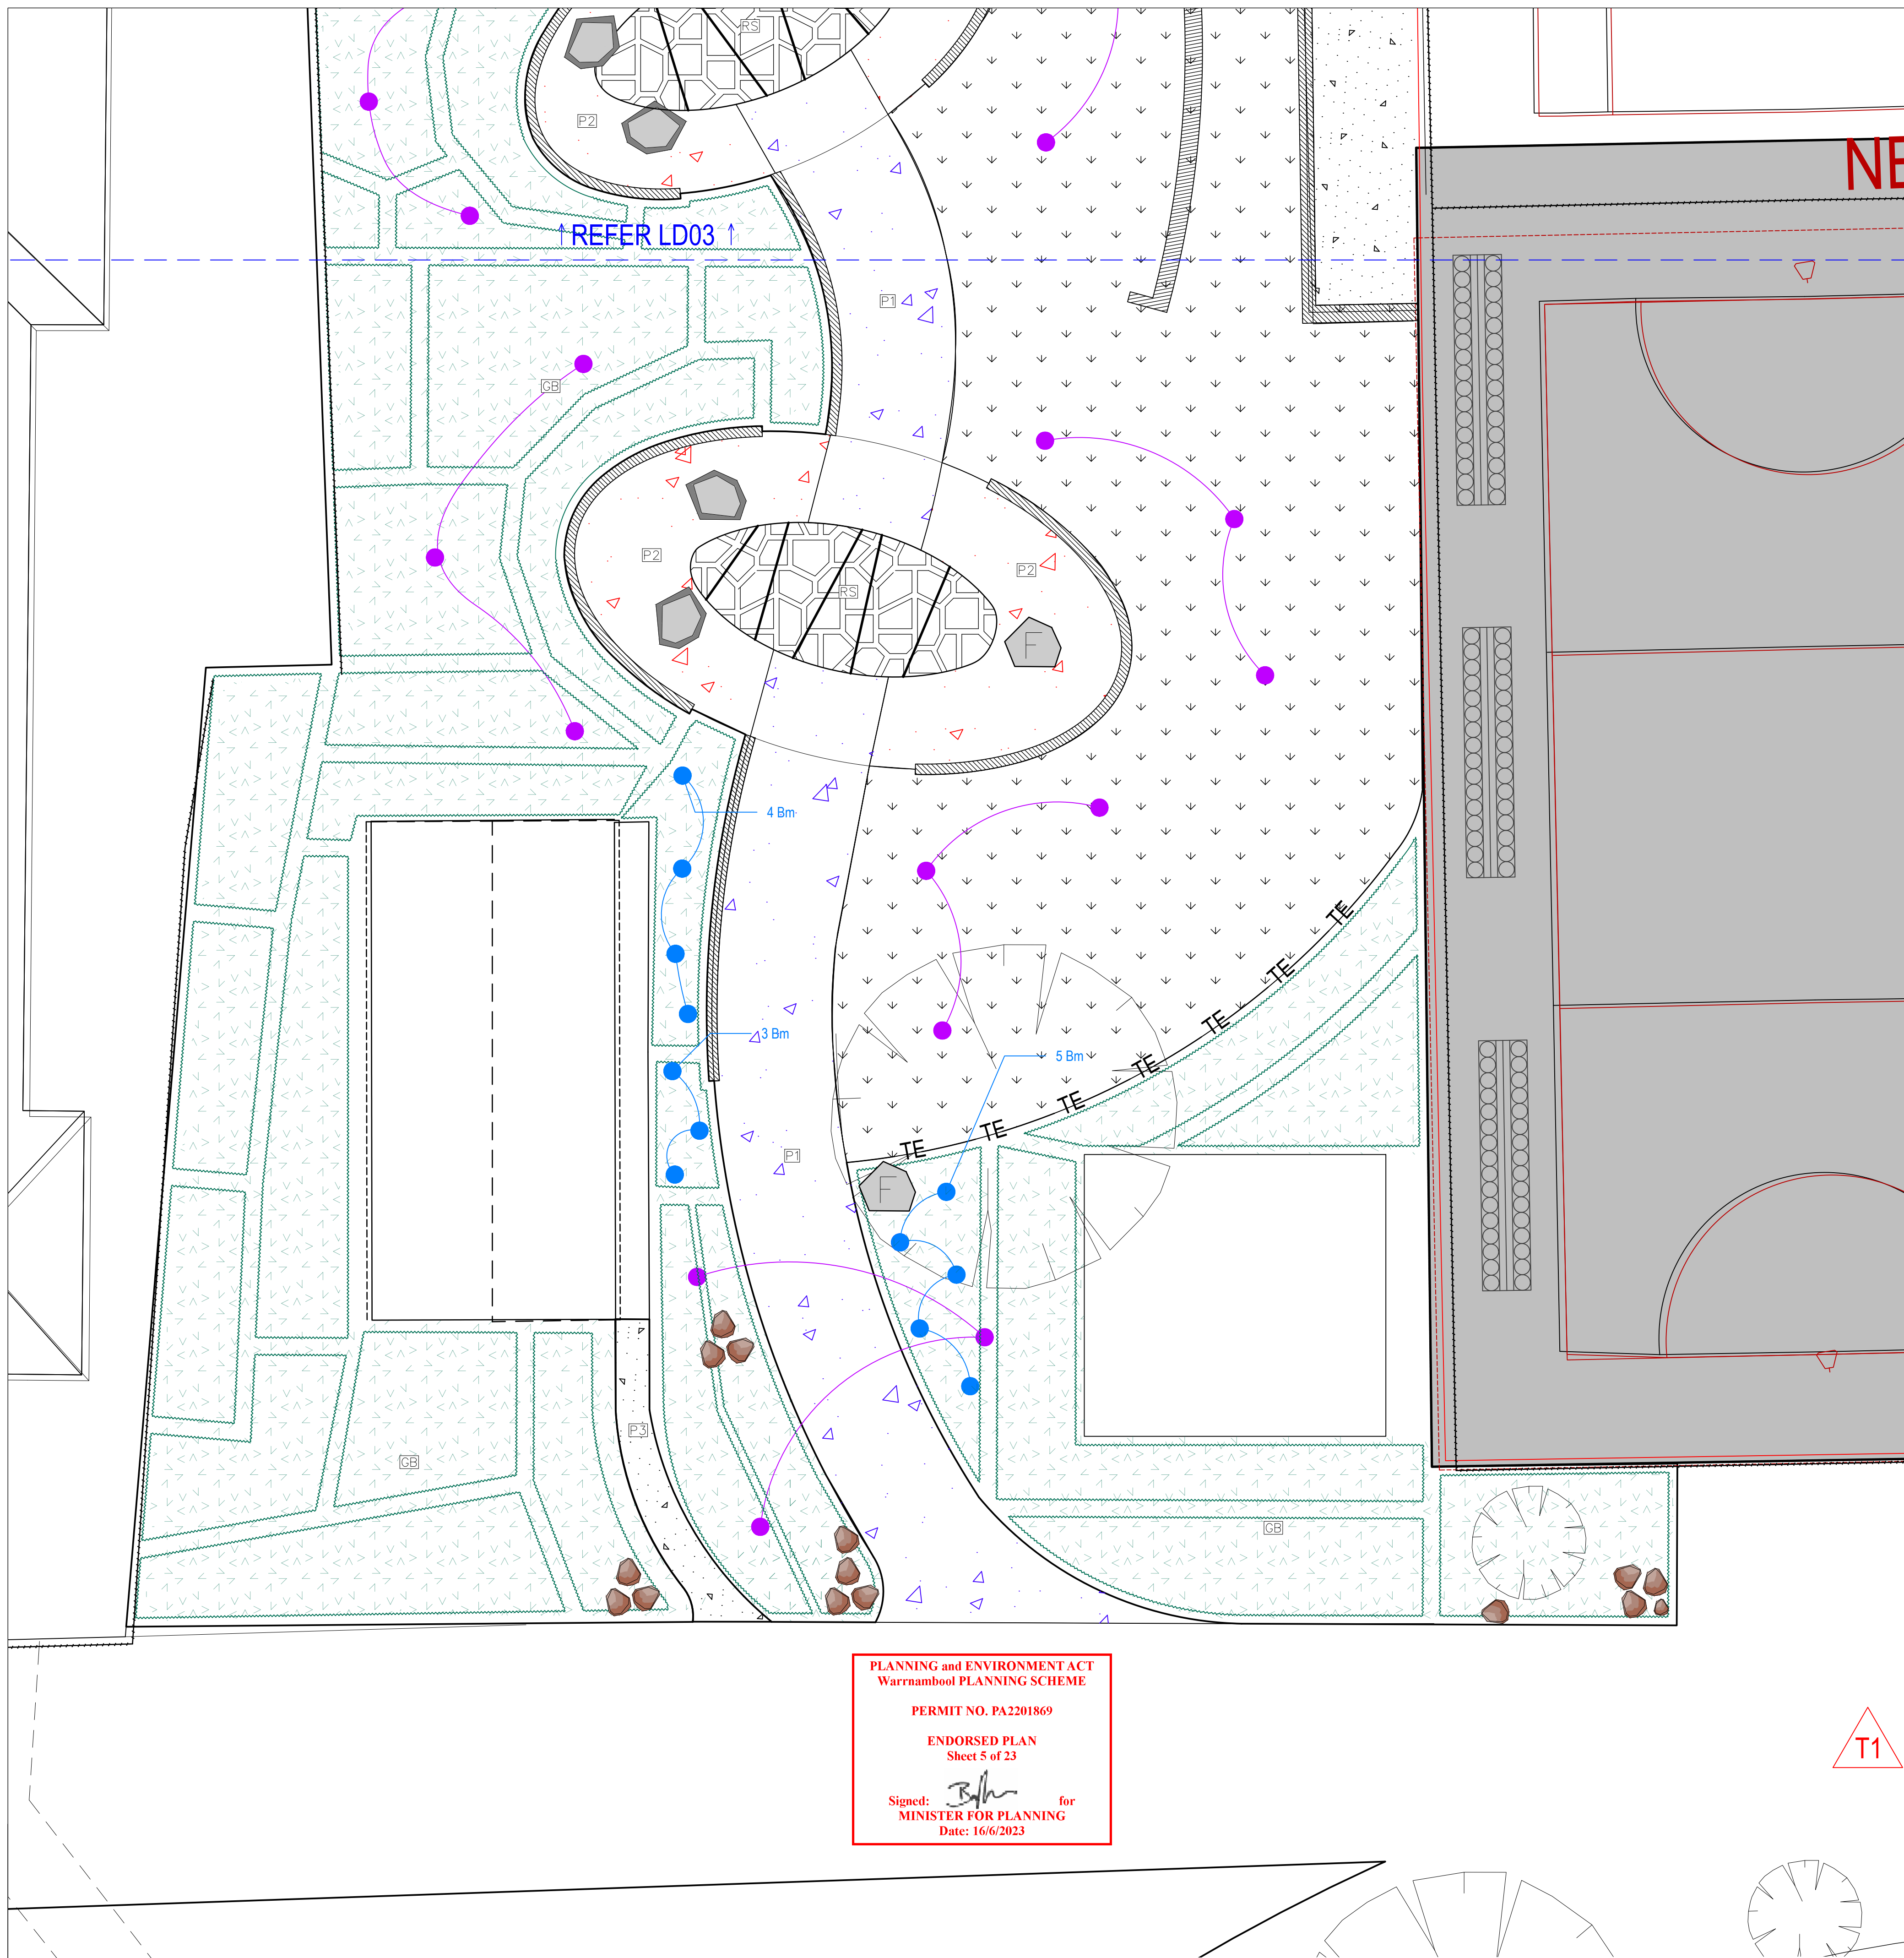 RS
P2
NE
↑ REFER LD03 ↑
P1
GB
P2
P2
RS
F
4 Bm
TE
TE
TE
3 Bm
5 Bm
TE
TE
TE
TE
P1
F
P3
GB
GB
PLANNING and ENVIRONMENT ACT
Warrnambool PLANNING SCHEME
PERMIT NO. PA2201869
ENDORSED PLAN
Sheet 5 of 23
Signed: for
MINISTER FOR PLANNING
Date: 16/6/2023
T1